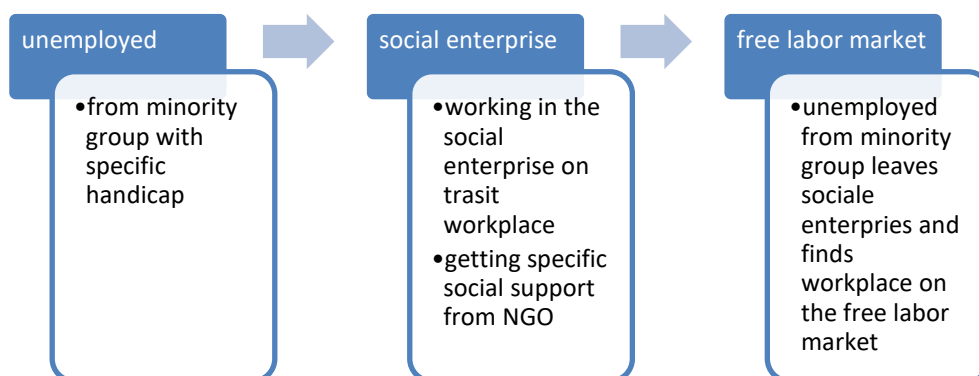 unemployed
•from minority
group with
specific
handicap
social enterprise
•working in the
social
enterprise on
trasit
workplace
•getting specific
social support
from NGO
free labor market
•unemployed
from minority
group leaves
sociale
enterpries and
finds
workplace on
the free labor
market